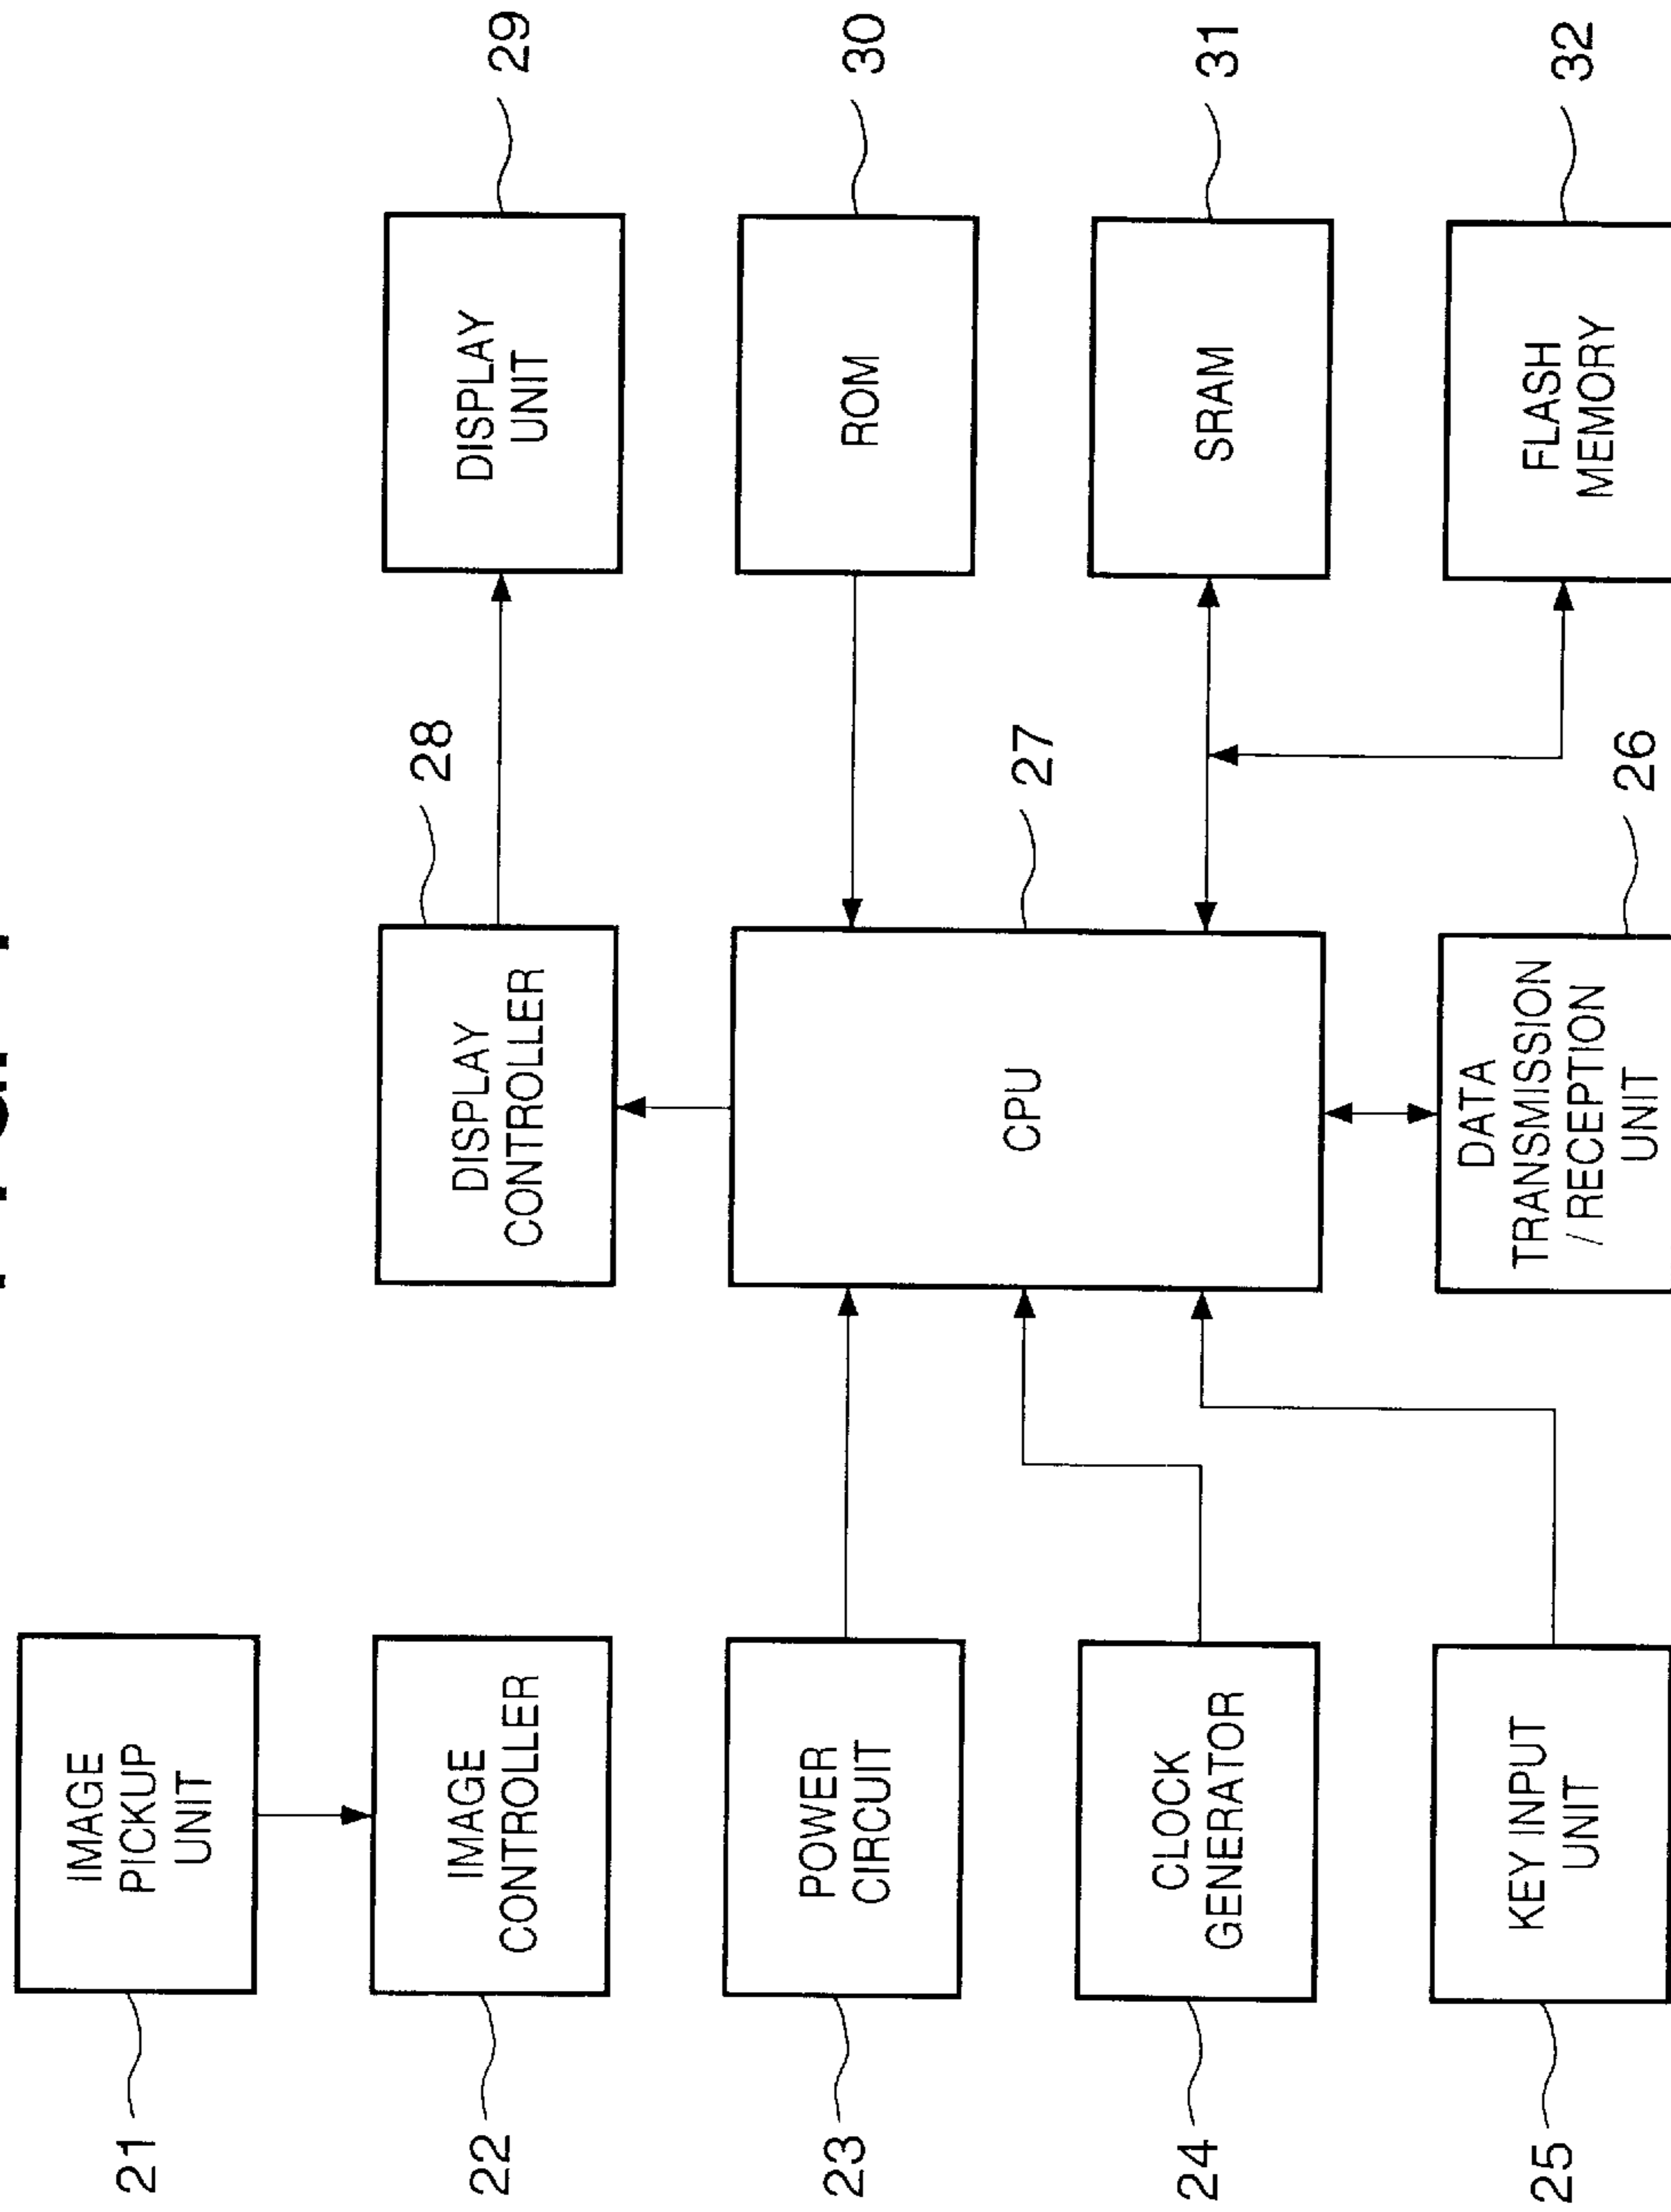 21
IMAGE
PICKUP
UNIT
22
IMAGE
CONTROLLER
28
DISPLAY
CONTROLLER
29
DISPLAY
UNIT
23
POWER
CIRCUIT
27
CPU
30
ROM
24
CLOCK
GENERATOR
31
SRAM
25
KEY INPUT
UNIT
26
DATA
TRANSMISSION
/ RECEPTION
UNIT
32
FLASH
MEMORY